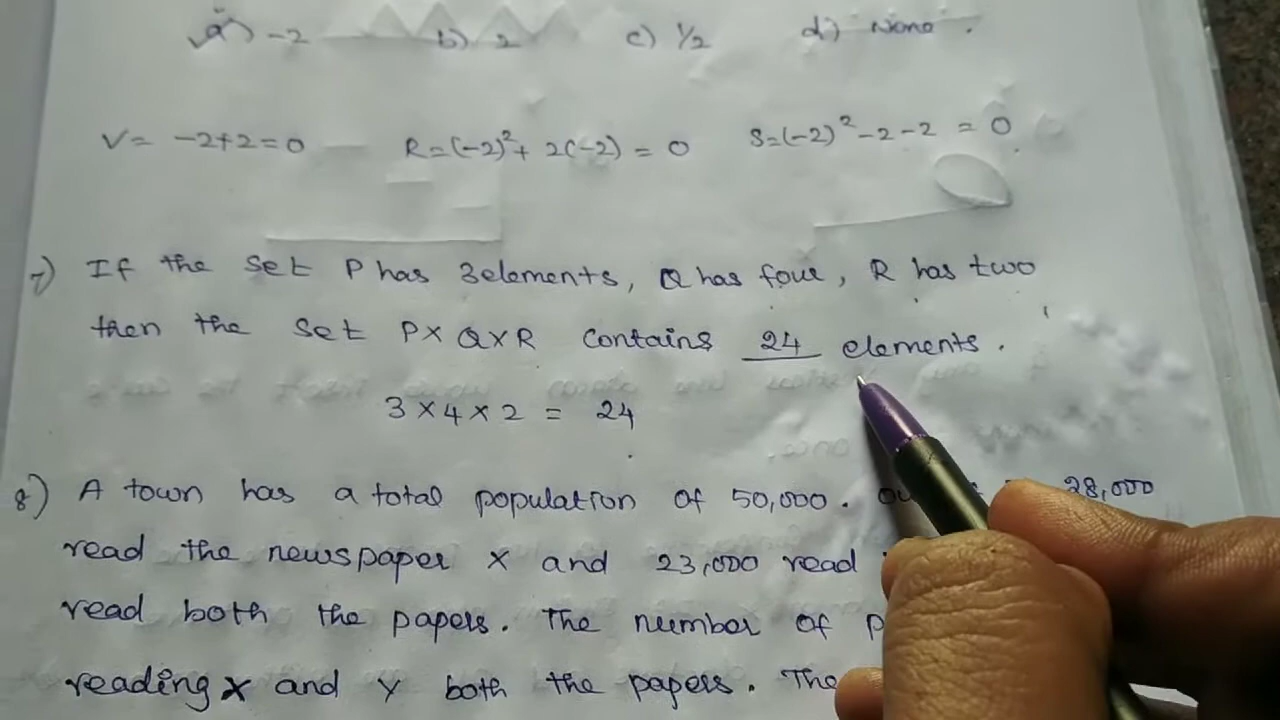 a) -2 b) 2 c) 1/2 d) None.
V = -2+2=0 R=(-2)²+ 2(-2) = 0 S=(-2)²-2-2 = 0
7) If the set P has 3elements, Q has four, R has two
then the set P×Q×R contains 24 elements.
3×4×2 = 24
8) A town has a total population of 50,000. 28,000
read the newspaper X and 23,000 read
read both the papers. The number of
reading X and Y both the papers. The